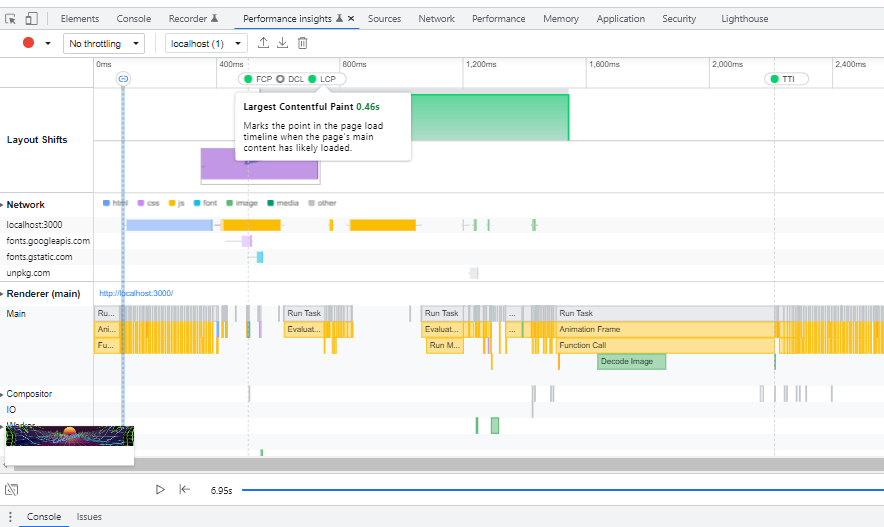 Elements Console Recorder Performance insights × Sources Network Performance Memory Application Security Lighthouse
No throttling localhost (1)
0ms 400ms 800ms 1,200ms 1,600ms 2,000ms 2,400ms
FCP DCL LCP TTI
Largest Contentful Paint 0.46s
Marks the point in the page load
timeline when the page's main
content has likely loaded.
Layout Shifts
Network html css js font image media other
localhost:3000
fonts.googleapis.com
fonts.gstatic.com
unpkg.com
Renderer (main) http://localhost:3000/
Main Ru... Run Task Run Task ... Run Task
Ani... Evaluat... Evaluat... ... Animation Frame
Fu... Run M... Function Call
Decode Image
Compositor
IO
Worker
6.95s
Console Issues